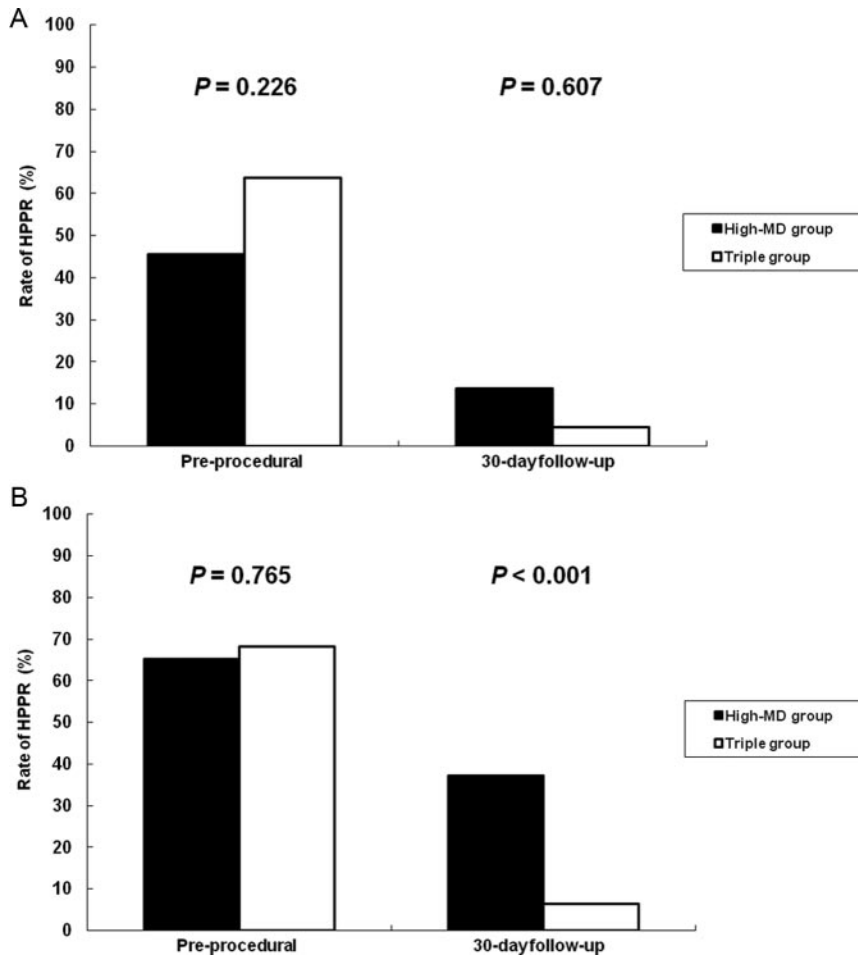 A
100
90
80
70
60
50
40
30
20
10
0
Rate of HPPR (%)
P = 0.226
P = 0.607
High-MD group
Triple group
Pre-procedural
30-dayfollow-up
B
100
90
80
70
60
50
40
30
20
10
0
Rate of HPPR (%)
P = 0.765
P < 0.001
High-MD group
Triple group
Pre-procedural
30-dayfollow-up